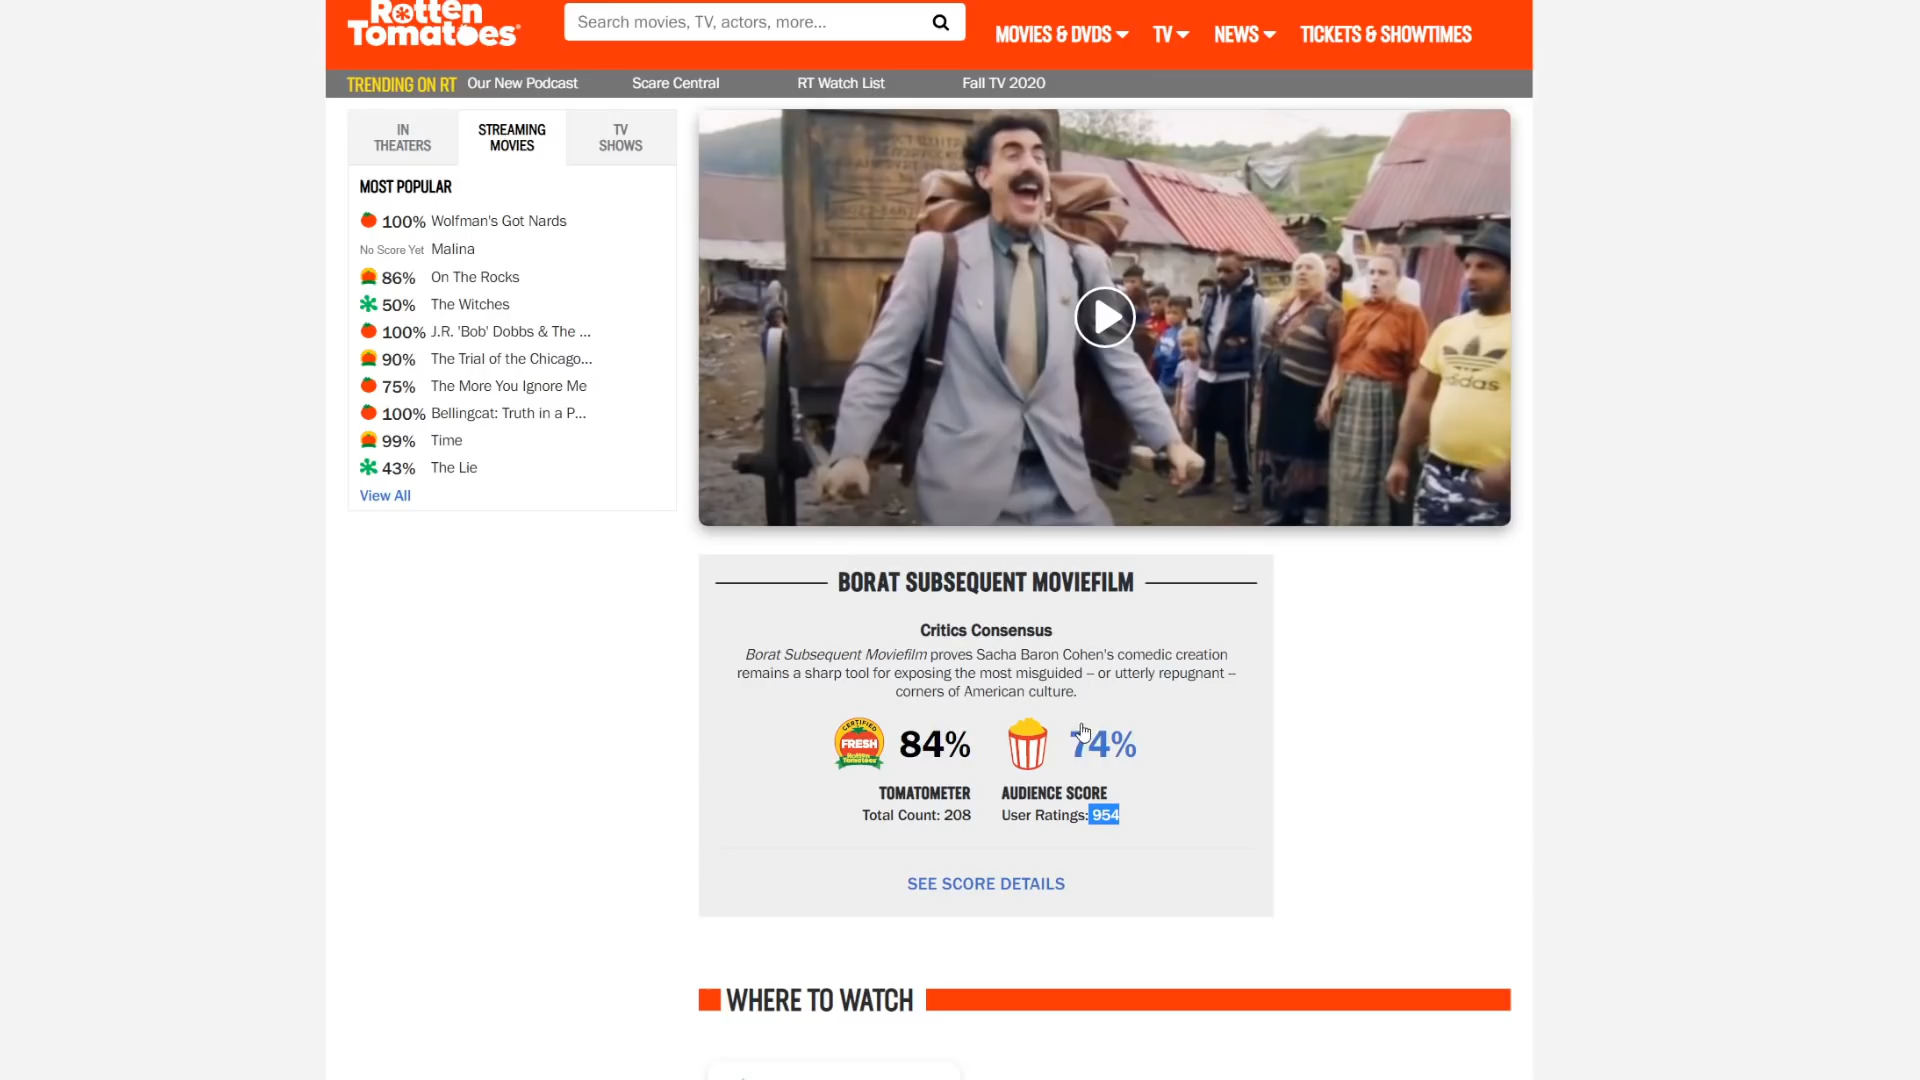 Rotten
Tomatoes
Search movies, TV, actors, more...
MOVIES & DVDS
TV
NEWS
TICKETS & SHOWTIMES
TRENDING ON RT
Our New Podcast
Scare Central
RT Watch List
Fall TV 2020
IN
THEATERS
STREAMING
MOVIES
TV
SHOWS
MOST POPULAR
100% Wolfman's Got Nards
No Score Yet Malina
86% On The Rocks
50% The Witches
100% J.R. 'Bob' Dobbs & The ...
90% The Trial of the Chicago...
75% The More You Ignore Me
100% Bellingcat: Truth in a P...
99% Time
43% The Lie
View All
adidas
BORAT SUBSEQUENT MOVIEFILM
Critics Consensus
Borat Subsequent Moviefilm proves Sacha Baron Cohen's comedic creation
remains a sharp tool for exposing the most misguided – or utterly repugnant –
corners of American culture.
CERTIFIED
FRESH
Rotten
Tomatoes
84%
74%
TOMATOMETER
Total Count: 208
AUDIENCE SCORE
User Ratings: 954
SEE SCORE DETAILS
WHERE TO WATCH